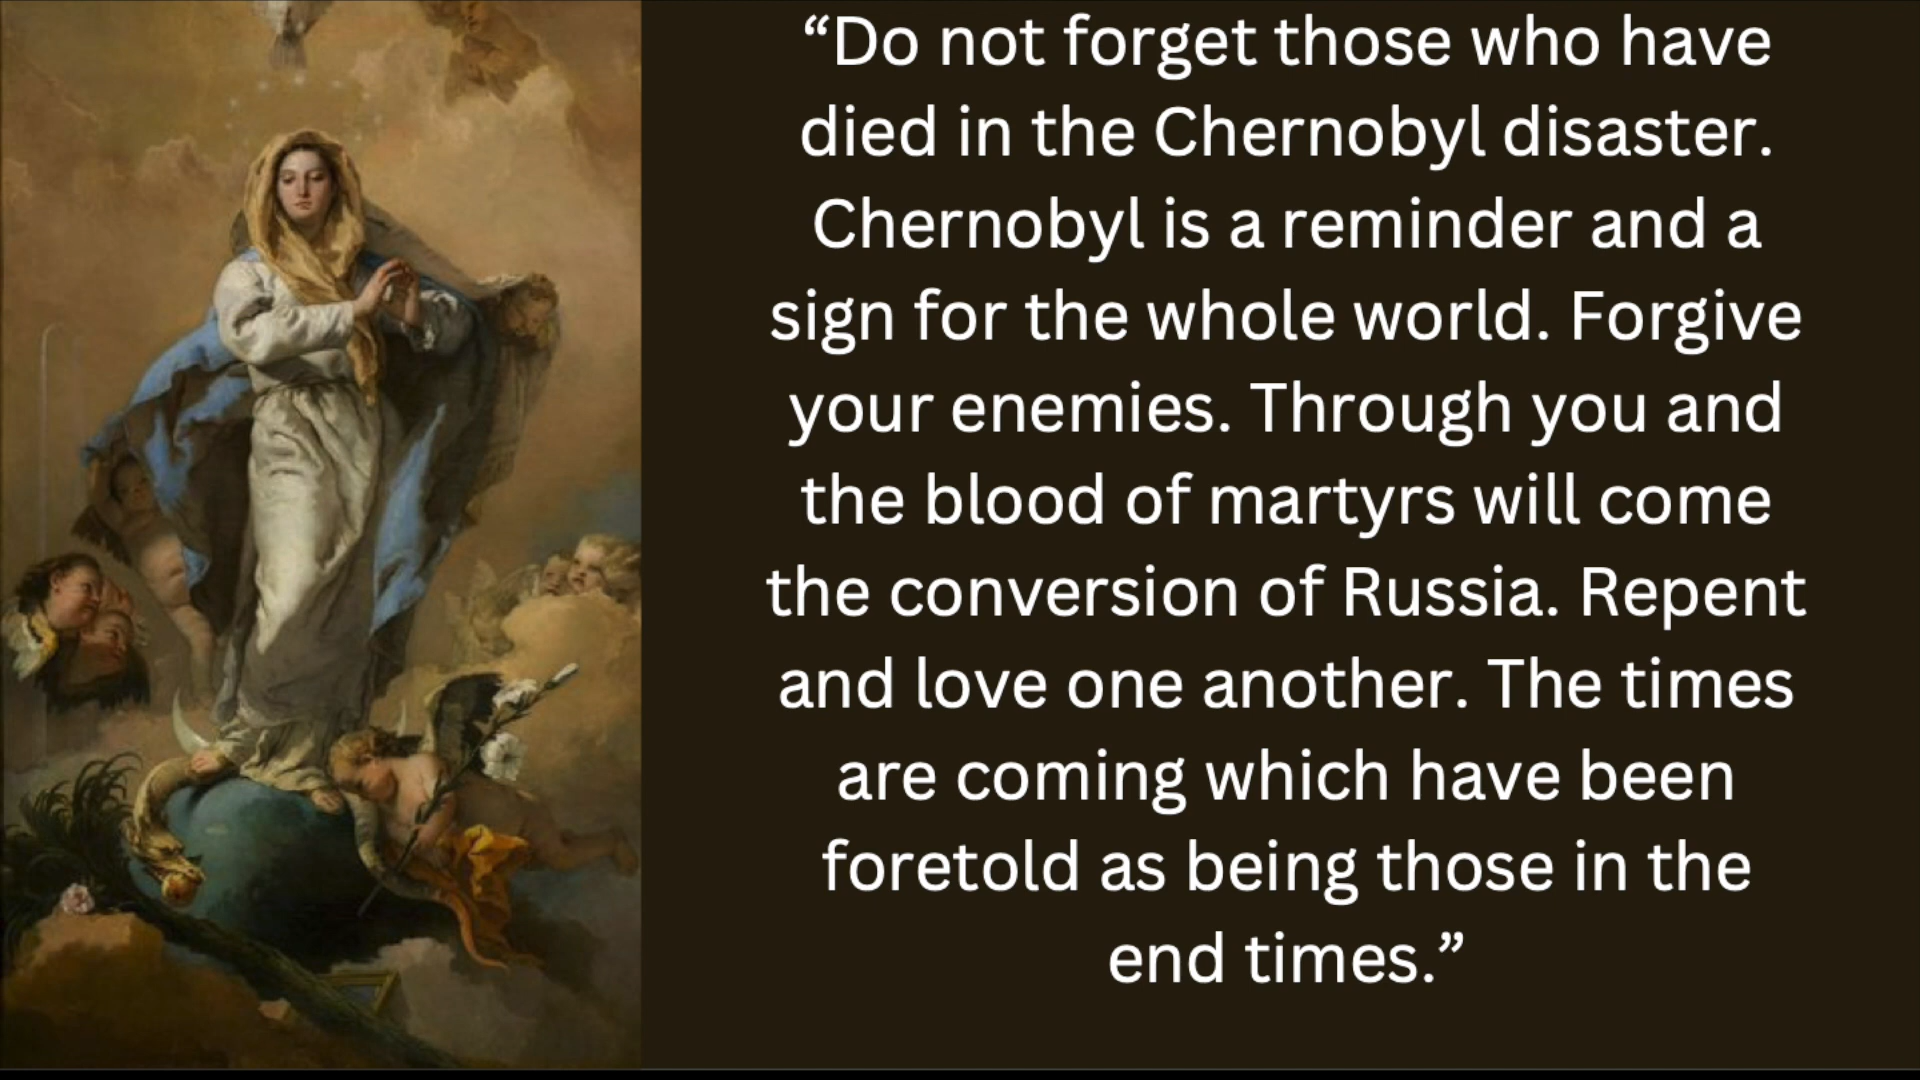 “Do not forget those who have
died in the Chernobyl disaster.
Chernobyl is a reminder and a
sign for the whole world. Forgive
your enemies. Through you and
the blood of martyrs will come
the conversion of Russia. Repent
and love one another. The times
are coming which have been
foretold as being those in the
end times.”